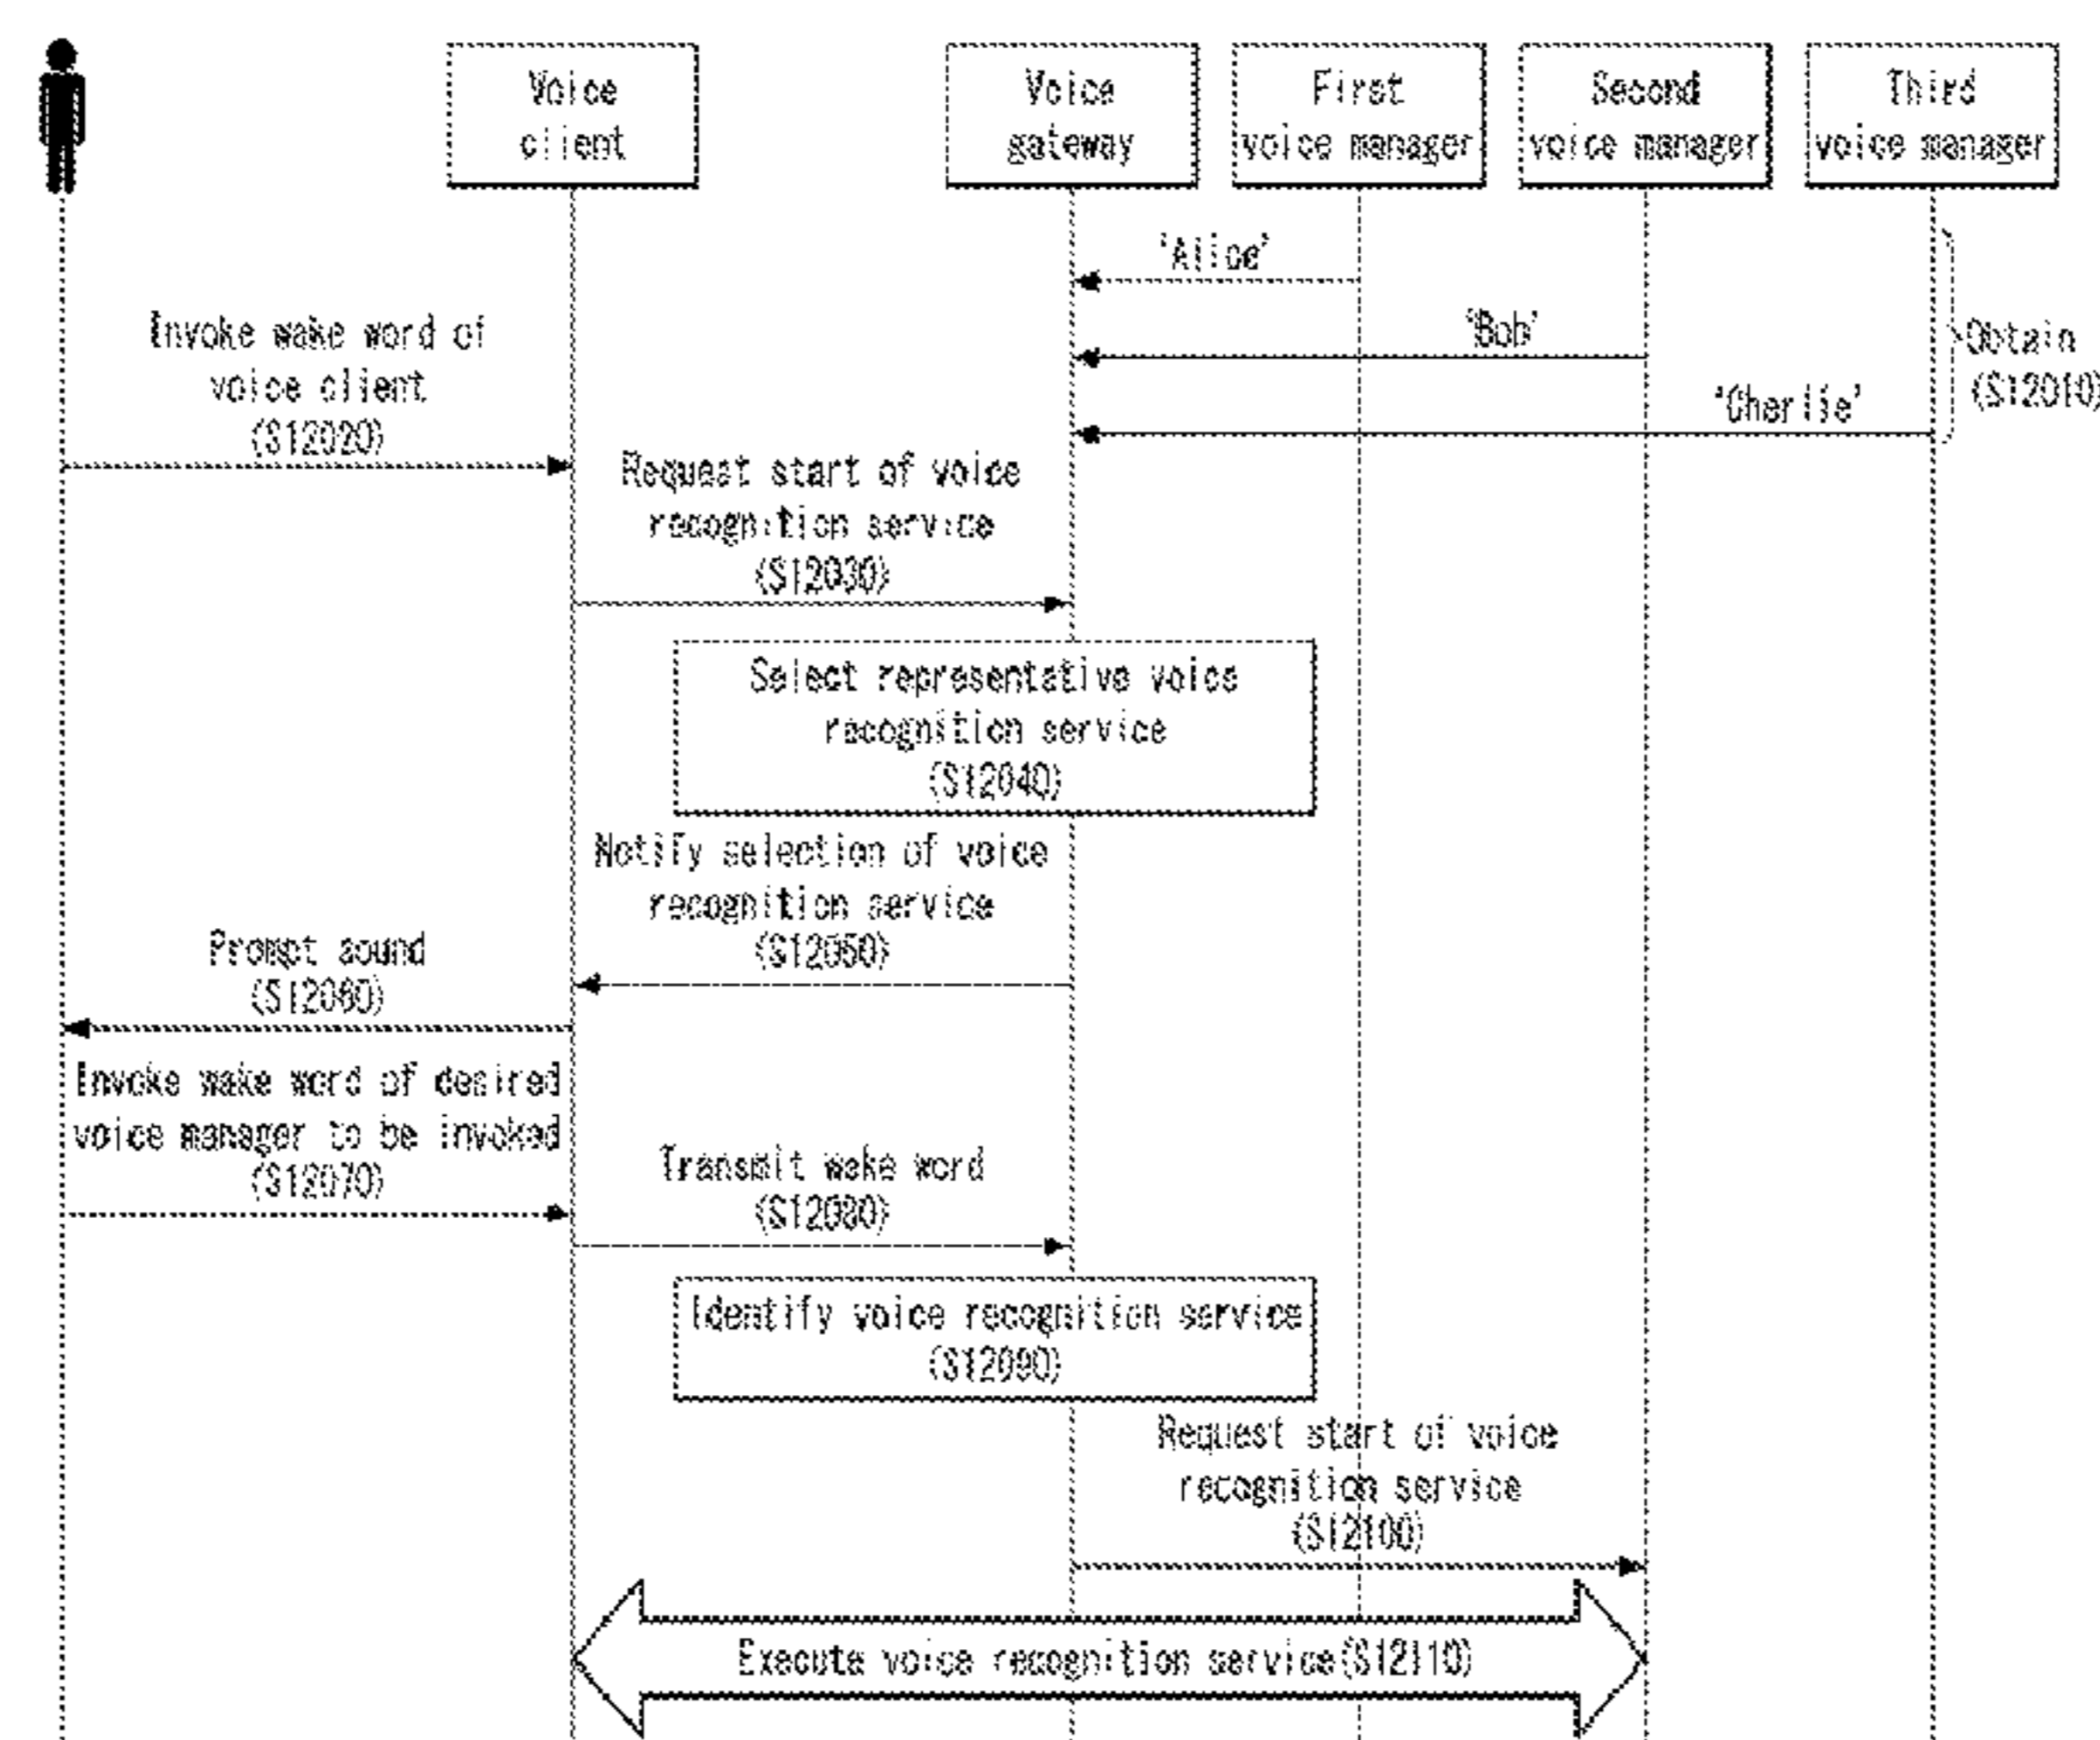 Voice
client
Voice
gateway
First
voice manager
Second
voice manager
Third
voice manager
'Alice'
'Bob'
'Cherlie'
Obtain
(S12010)
Invoke wake word of
voice client
(S12020)
Request start of voice
recognition service
(S12030)
Select representative voice
recognition service
(S12040)
Notify selection of voice
recognition service
(S12050)
Prompt sound
(S12060)
Invoke wake word of desired
voice manager to be invoked
(S12070)
Transmit wake word
(S12080)
Identify voice recognition service
(S12090)
Request start of voice
recognition service
(S12100)
Execute voice recognition service(S12110)